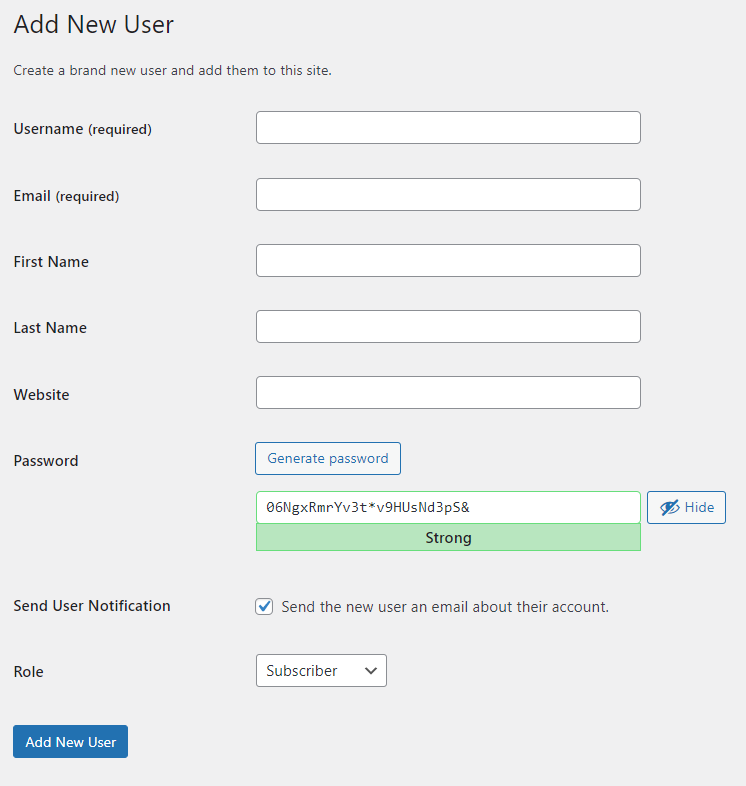 Add New User
Create a brand new user and add them to this site.
Username (required)
Email (required)
First Name
Last Name
Website
Password
Generate password
06NgxRmrYv3t*v9HUsNd3pS&
Hide
Strong
Send User Notification
Send the new user an email about their account.
Role
Subscriber
Add New User